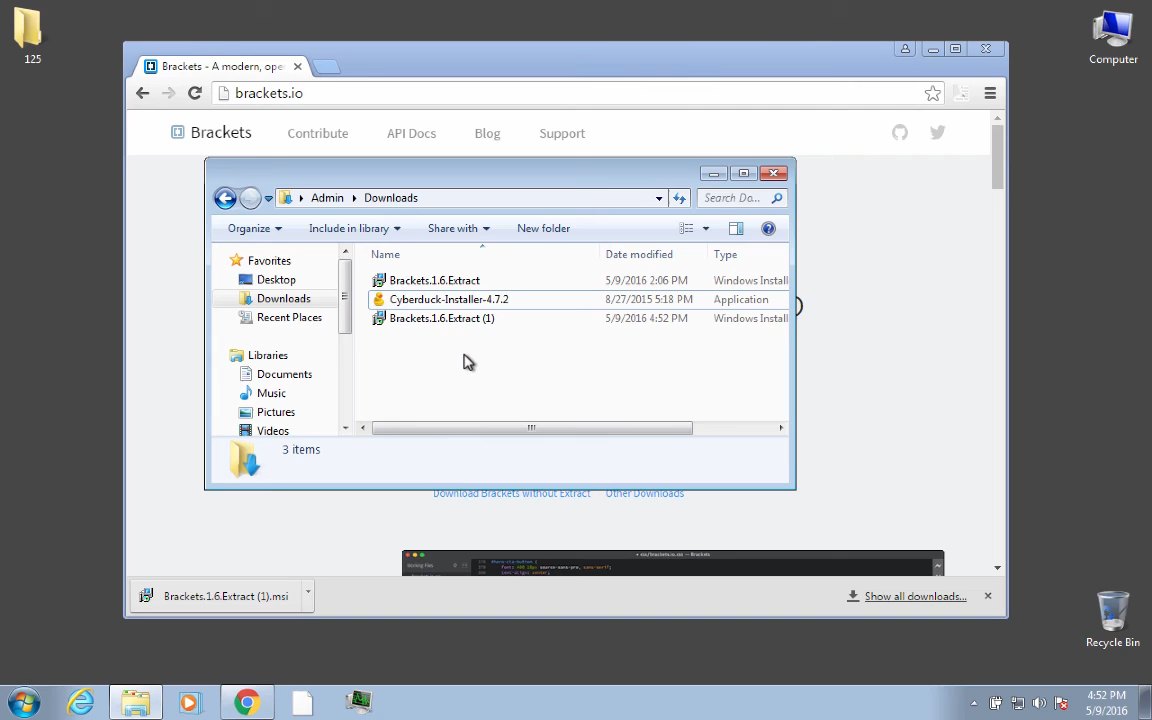 125
Computer
Brackets - A modern, ope
brackets.io
Brackets Contribute API Docs Blog Support
Admin Downloads Search Do...
Organize Include in library Share with New folder
Name Date modified Type
Favorites
Desktop
Downloads
Recent Places
Libraries
Documents
Music
Pictures
Videos
Brackets.1.6.Extract 5/9/2016 2:06 PM Windows Install
Cyberduck-Installer-4.7.2 8/27/2015 5:18 PM Application
Brackets.1.6.Extract (1) 5/9/2016 4:52 PM Windows Install
3 items
Download Brackets without Extract Other Downloads
Brackets.1.6.Extract (1).msi Show all downloads...
Recycle Bin
4:52 PM
5/9/2016